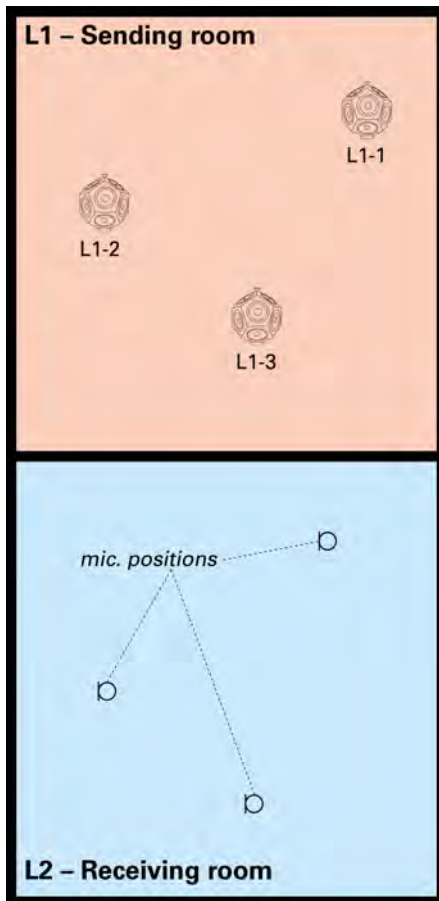 L1 – Sending room
L1-1
L1-2
L1-3
mic. positions
L2 – Receiving room